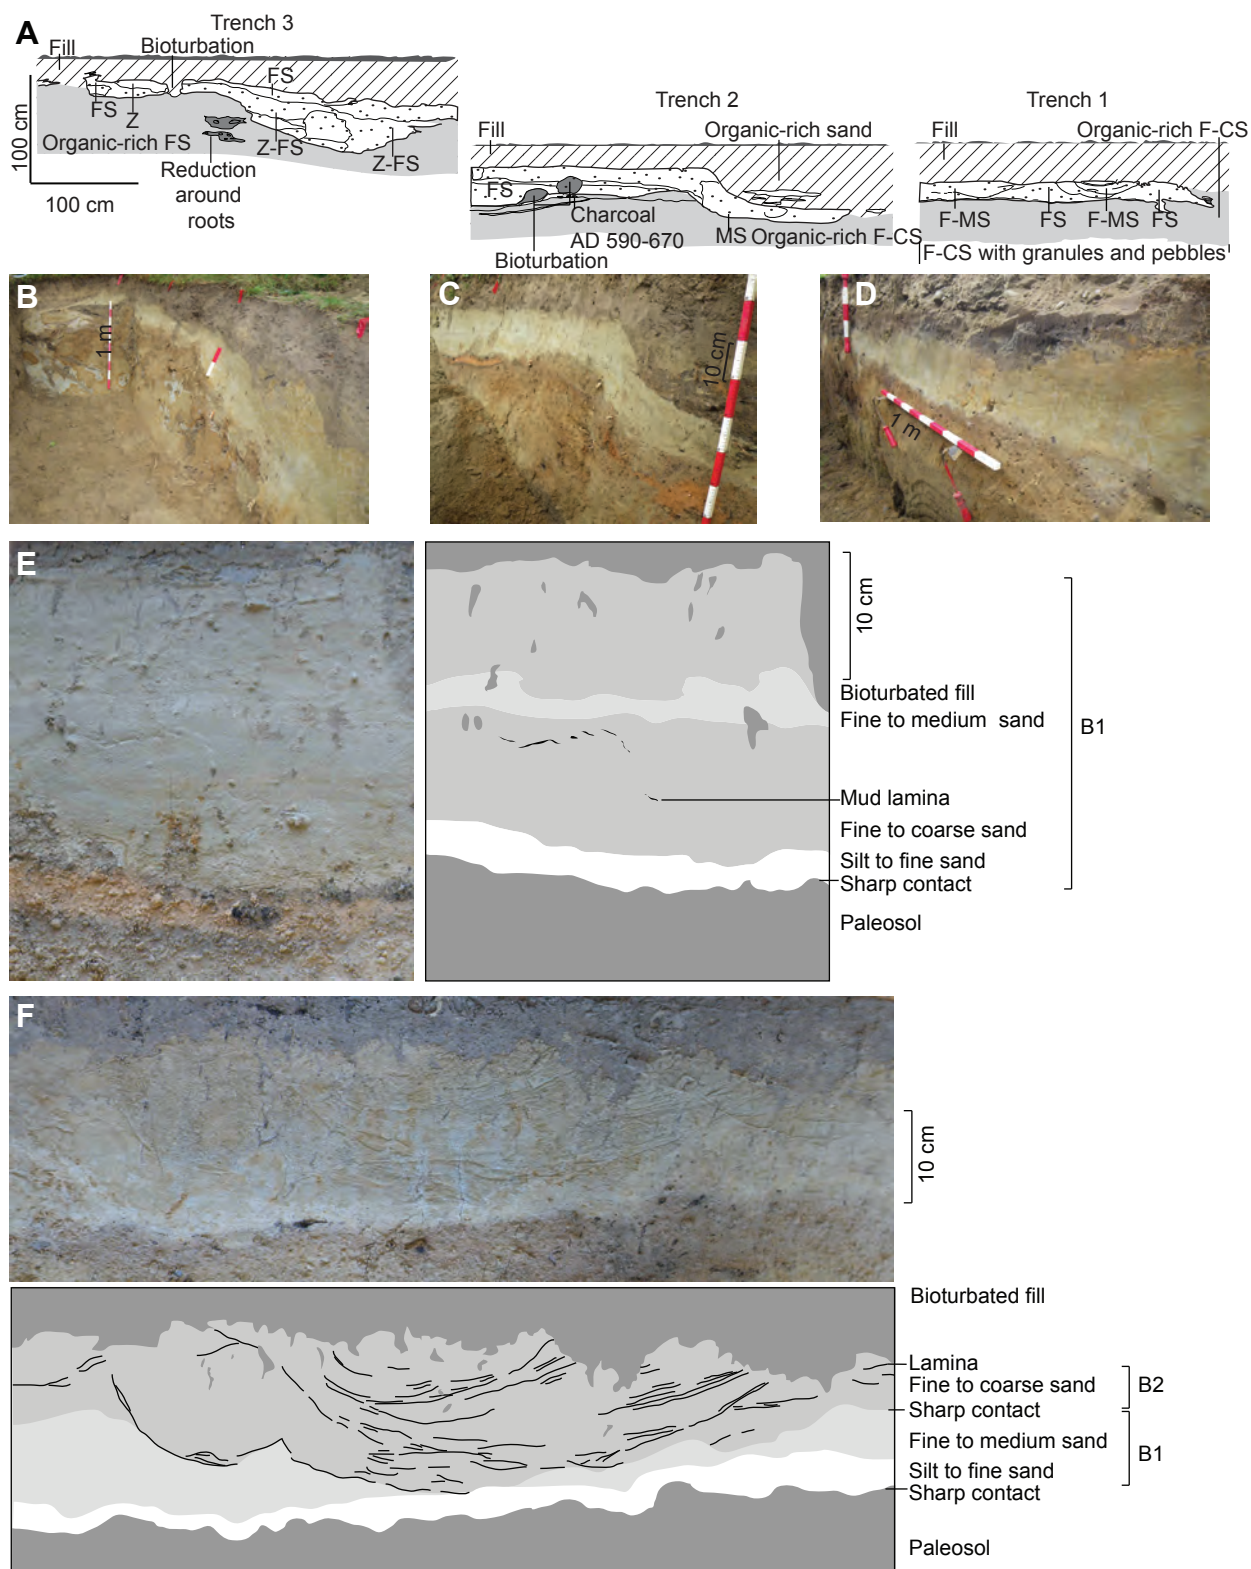 A
Trench 3
Fill
Bioturbation
FS
FS
Z
Organic-rich FS
Z-FS
Z-FS
Reduction
around
roots
100 cm
100 cm
Trench 2
Fill
Organic-rich sand
FS
Charcoal
AD 590-670
MS
Organic-rich F-CS
Bioturbation
Trench 1
Fill
Organic-rich F-CS
F-MS
FS
F-MS
FS
F-CS with granules and pebbles
B
1 m
C
10 cm
D
1 m
E
10 cm
Bioturbated fill
Fine to medium sand
B1
Mud lamina
Fine to coarse sand
Silt to fine sand
Sharp contact
Paleosol
F
10 cm
Bioturbated fill
Lamina
Fine to coarse sand
B2
Sharp contact
Fine to medium sand
B1
Silt to fine sand
Sharp contact
Paleosol